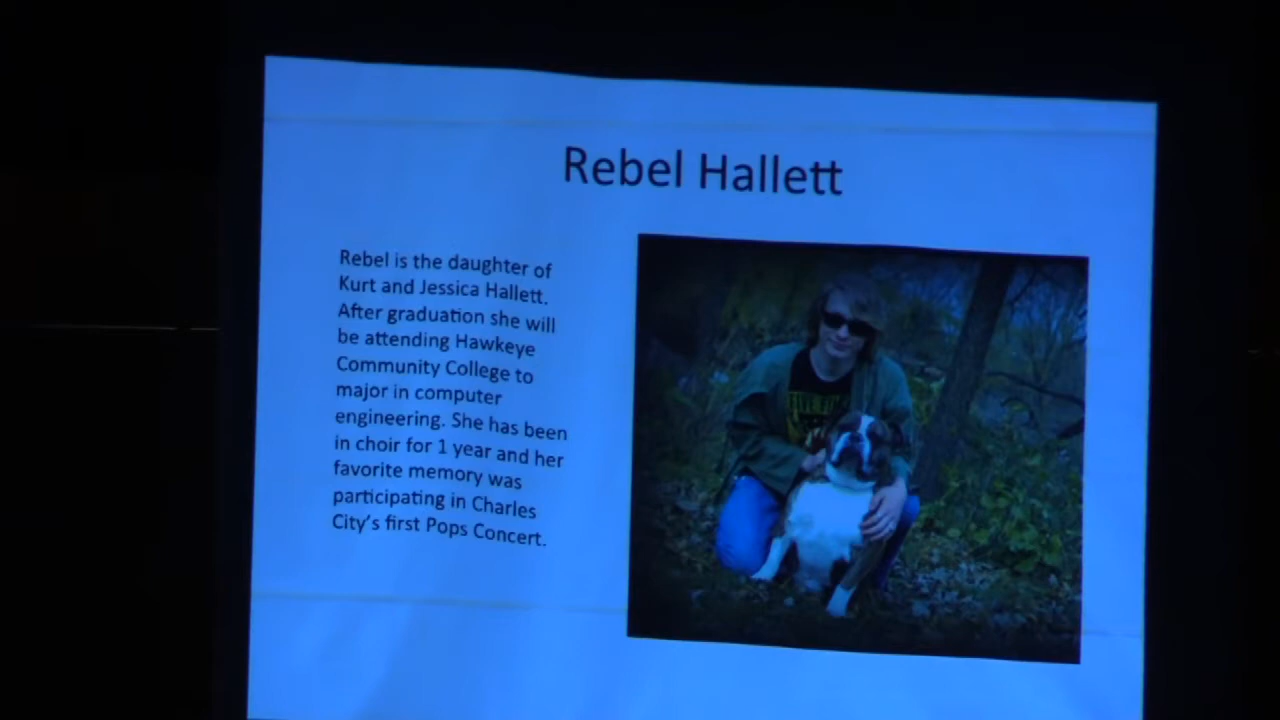 Rebel Hallett
Rebel is the daughter of
Kurt and Jessica Hallett.
After graduation she will
be attending Hawkeye
Community College to
major in computer
engineering. She has been
in choir for 1 year and her
favorite memory was
participating in Charles
City's first Pops Concert.